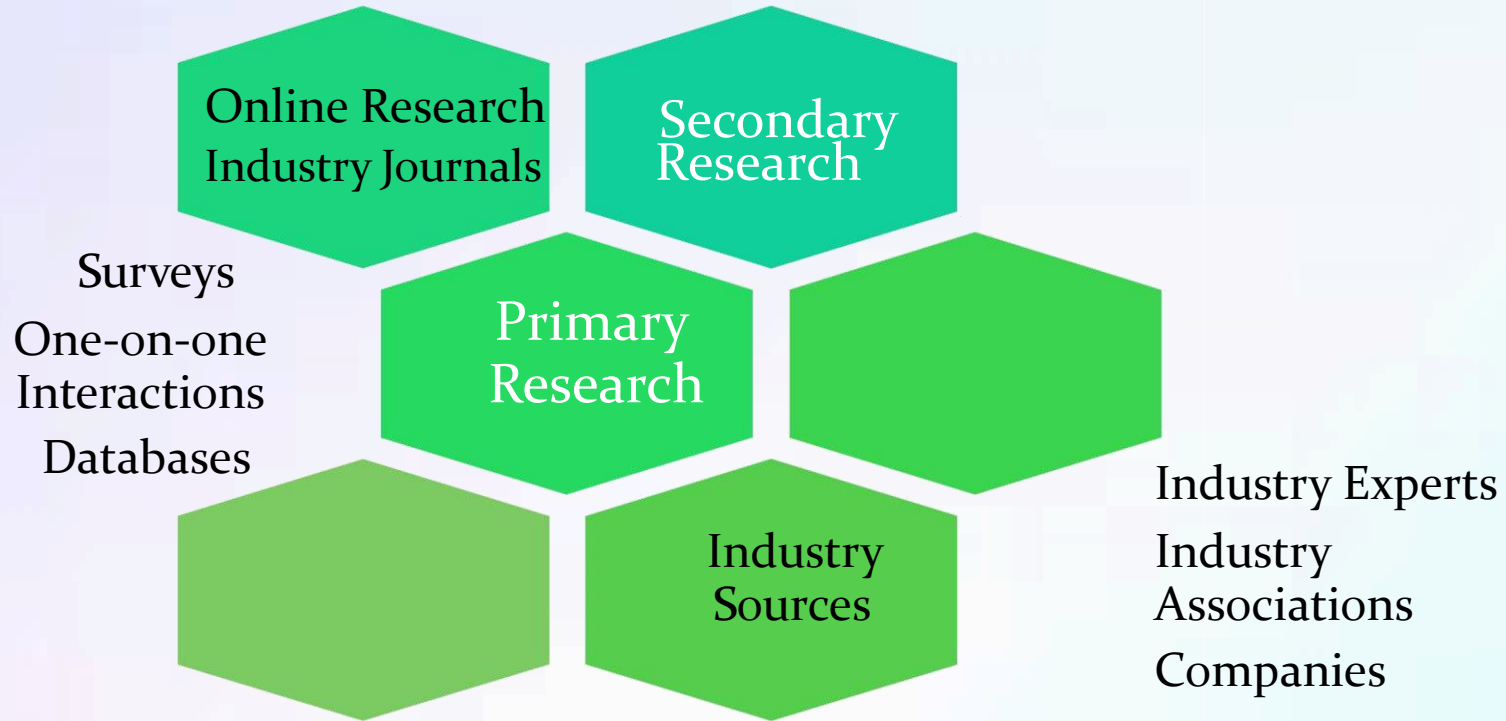 Online Research
Industry Journals
Secondary
Research
Surveys
One-on-one
Interactions
Databases
Primary
Research
Industry
Sources
Industry Experts
Industry
Associations
Companies